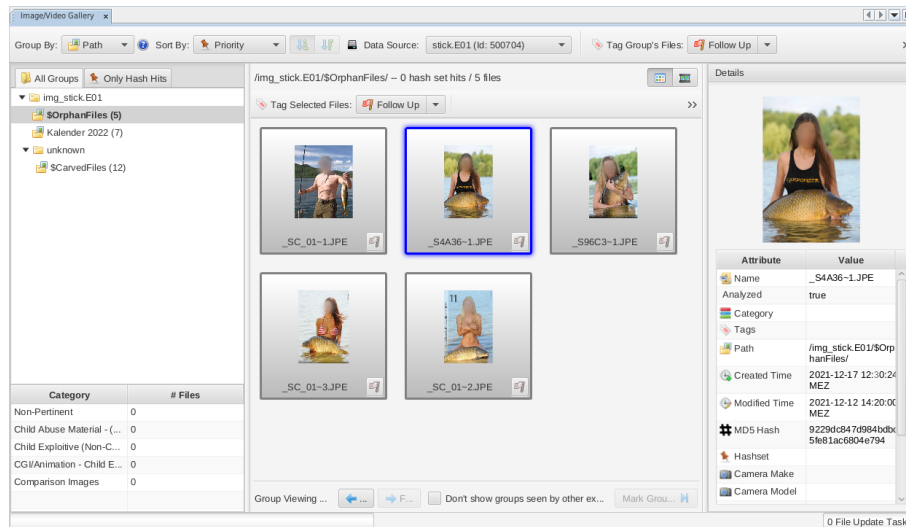 Image/Video Gallery x
Group By: Path Sort By: Priority Data Source: stick.E01 (Id: 500704) Tag Group's Files: Follow Up
All Groups Only Hash Hits
img_stick.E01
$OrphanFiles (5)
Kalender 2022 (7)
unknown
$CarvedFiles (12)
Category # Files
Non-Pertinent 0
Child Abuse Material - (... 0
Child Exploitive (Non-C... 0
CGI/Animation - Child E... 0
Comparison Images 0
/img_stick.E01/$OrphanFiles/ -- 0 hash set hits / 5 files
Tag Selected Files: Follow Up >>
_SC_01~1.JPE
_S4A36~1.JPE
_S96C3~1.JPE
11
_SC_01~3.JPE
_SC_01~2.JPE
Group Viewing ... ... F... Don't show groups seen by other ex... Mark Grou...
Details
Attribute Value
Name _S4A36~1.JPE
Analyzed true
Category
Tags
Path /img_stick.E01/$Orp
hanFiles/
Created Time 2021-12-17 12:30:24
MEZ
Modified Time 2021-12-12 14:20:00
MEZ
MD5 Hash
5fe81ac6804e794
Hashset
Camera Make
Camera Model
0 File Update Task